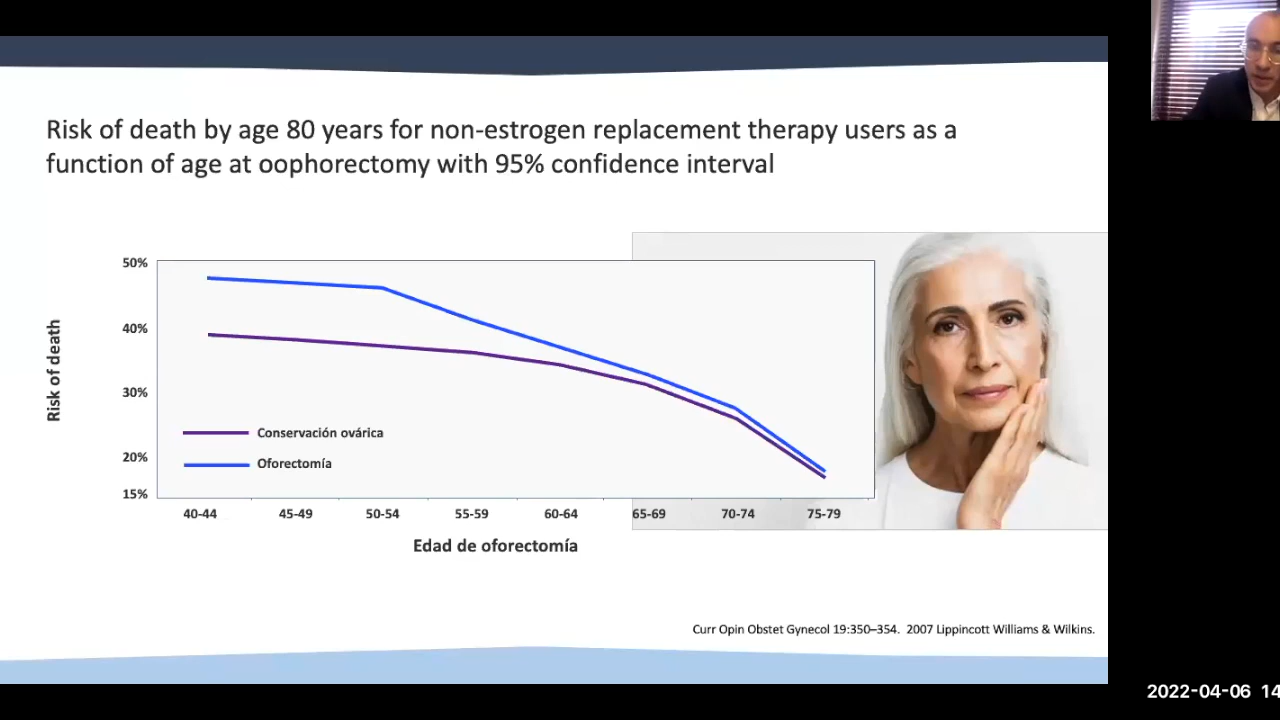 Risk of death by age 80 years for non-estrogen replacement therapy users as a
function of age at oophorectomy with 95% confidence interval
50%
40%
30%
20%
15%
Risk of death
Conservación ovárica
Oforectomía
40-44 45-49 50-54 55-59 60-64 65-69 70-74 75-79
Edad de oforectomía
Curr Opin Obstet Gynecol 19:350–354. 2007 Lippincott Williams & Wilkins.
2022-04-06 14